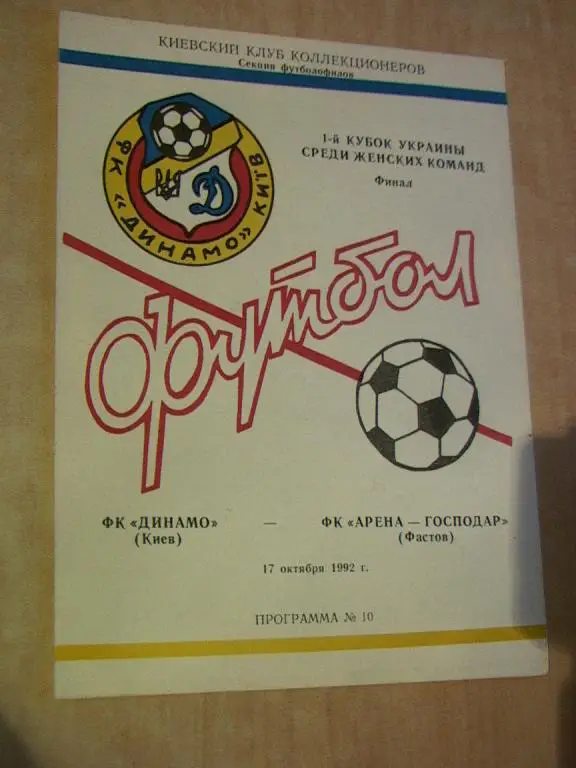 КИЕВСКИЙ КЛУБ КОЛЛЕКЦИОНЕРОВ
Секция футболофилов
ФК «ДИНАМО» КИЇВ
Д
1-й КУБОК УКРАИНЫ
СРЕДИ ЖЕНСКИХ КОМАНД
Финал
футбол
ФК «ДИНАМО» — ФК «АРЕНА — ГОСПОДАР»
(Киев) (Фастов)
17 октября 1992 г.
ПРОГРАММА № 10